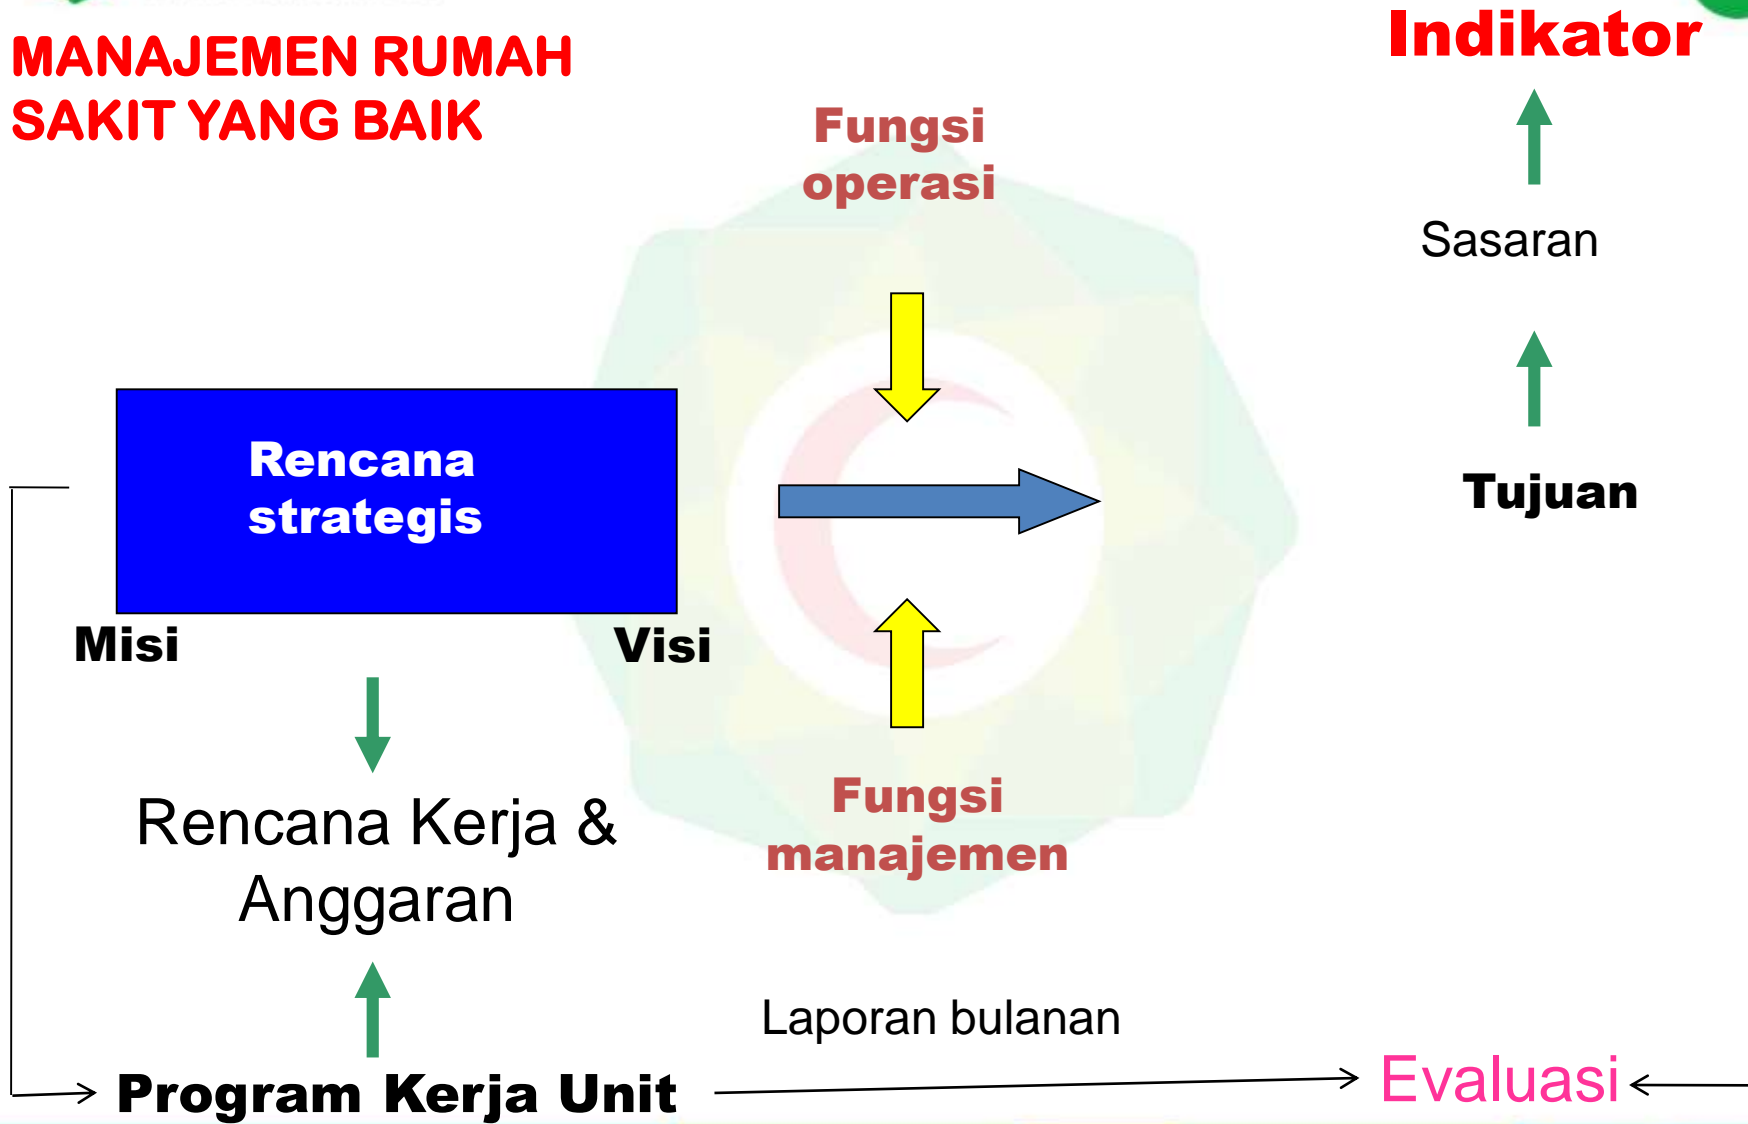 MANAJEMEN RUMAH
SAKIT YANG BAIK
Indikator
Fungsi
operasi
Sasaran
Rencana
strategis
Tujuan
Misi
Visi
Rencana Kerja &
Anggaran
Fungsi
manajemen
Laporan bulanan
Program Kerja Unit
Evaluasi